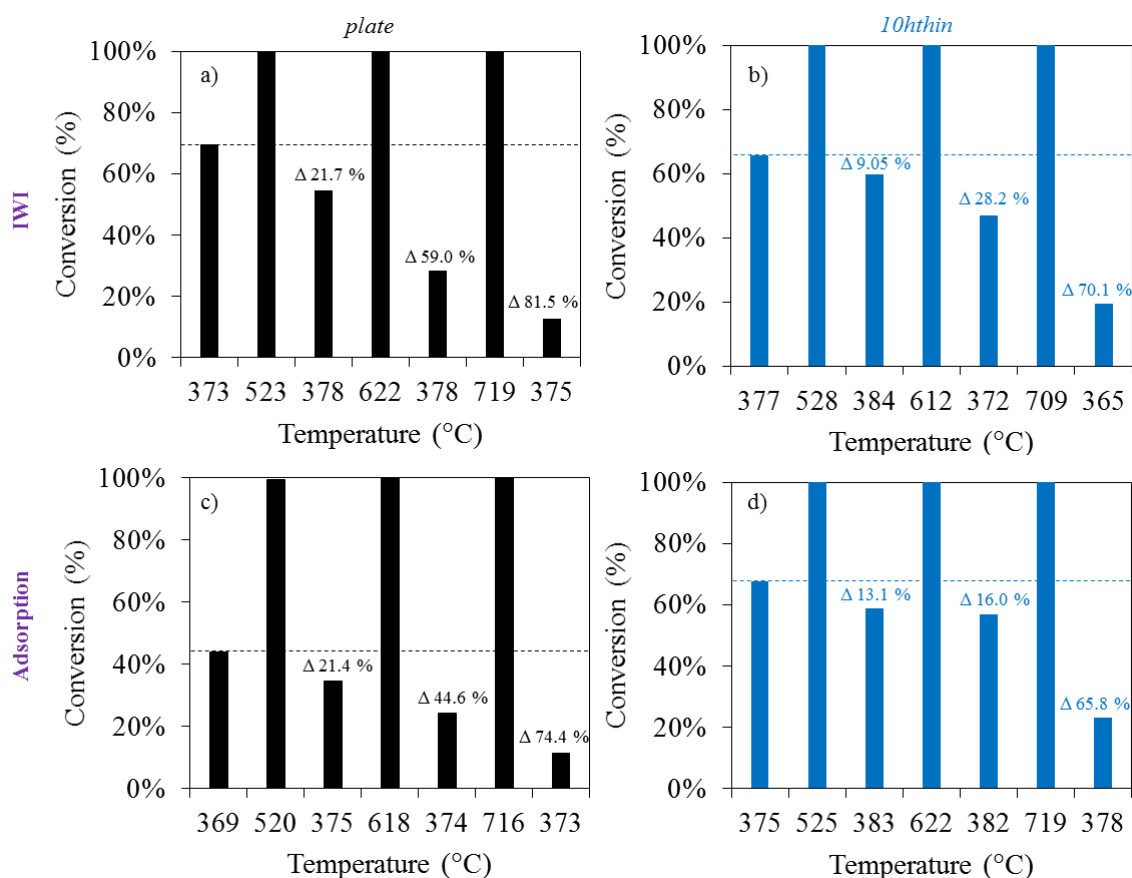 plate
10hthin
IWI
Conversion (%)
100%
80%
60%
40%
20%
0%
a)
Δ 21.7 %
Δ 59.0 %
Δ 81.5 %
373 523 378 622 378 719 375
Temperature (°C)
Conversion (%)
100%
80%
60%
40%
20%
0%
b)
Δ 9.05 %
Δ 28.2 %
Δ 70.1 %
377 528 384 612 372 709 365
Temperature (°C)
Adsorption
Conversion (%)
100%
80%
60%
40%
20%
0%
c)
Δ 21.4 %
Δ 44.6 %
Δ 74.4 %
369 520 375 618 374 716 373
Temperature (°C)
Conversion (%)
100%
80%
60%
40%
20%
0%
d)
Δ 13.1 %
Δ 16.0 %
Δ 65.8 %
375 525 383 622 382 719 378
Temperature (°C)